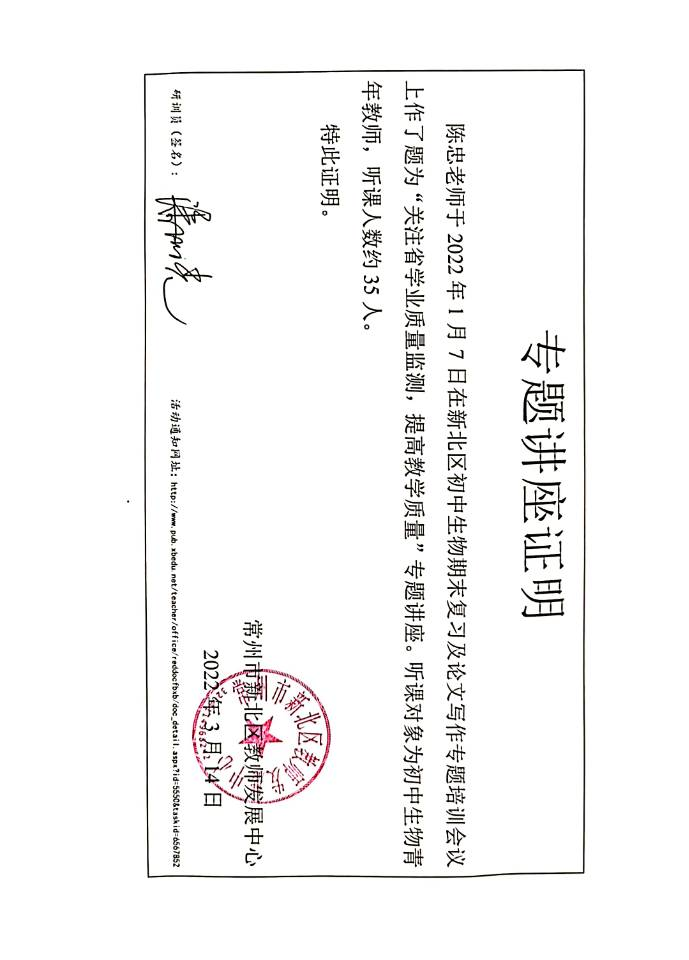 专题讲座证明
陈忠老师于 2022 年 1 月 7 日在新北区初中生物期末复习及论文写作专题培训会议
上作了题为“关注省学业质量监测，提高教学质量”专题讲座。听课对象为初中生物青
年教师，听课人数约 35 人。
特此证明。
常州市新北区教师发展中心
2022 年 3 月 14 日
研训员（签名）：
活动通知网址：http://www.pub.xbedu.net/teacher/office/reddocfbxb/doc_detail.aspx?id=5550&taskid=6567852